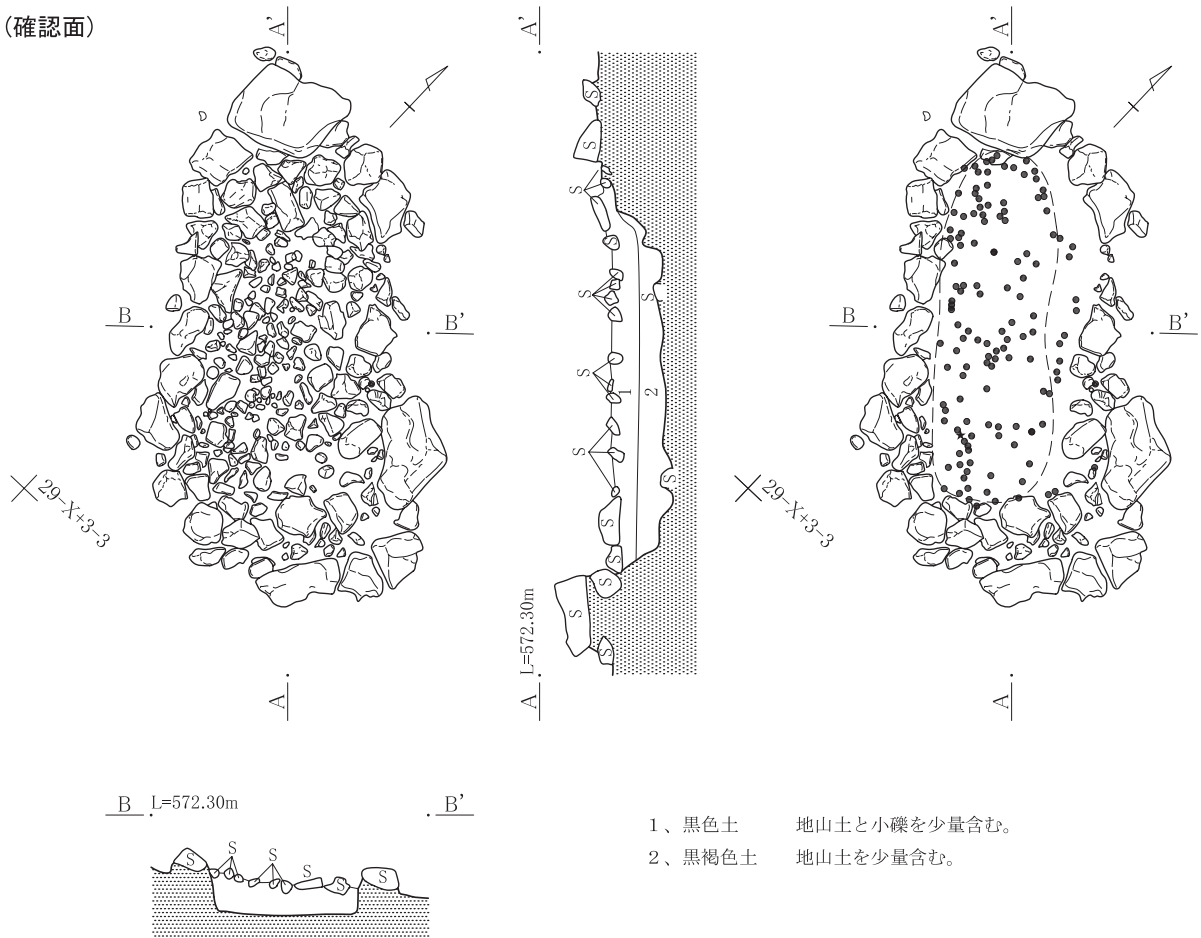 (確認面)
A'
A'
A'
B
B'
B
B'
29-X+3-3
29-X+3-3
S
S
S
S
S
S
S
S
S
S
S
S
S
S
1
2
L=572.30m
A
A
A
B L=572.30m B'
S
S
S
S
S
S
1、黒色土 地山土と小礫を少量含む。
2、黒褐色土 地山土を少量含む。